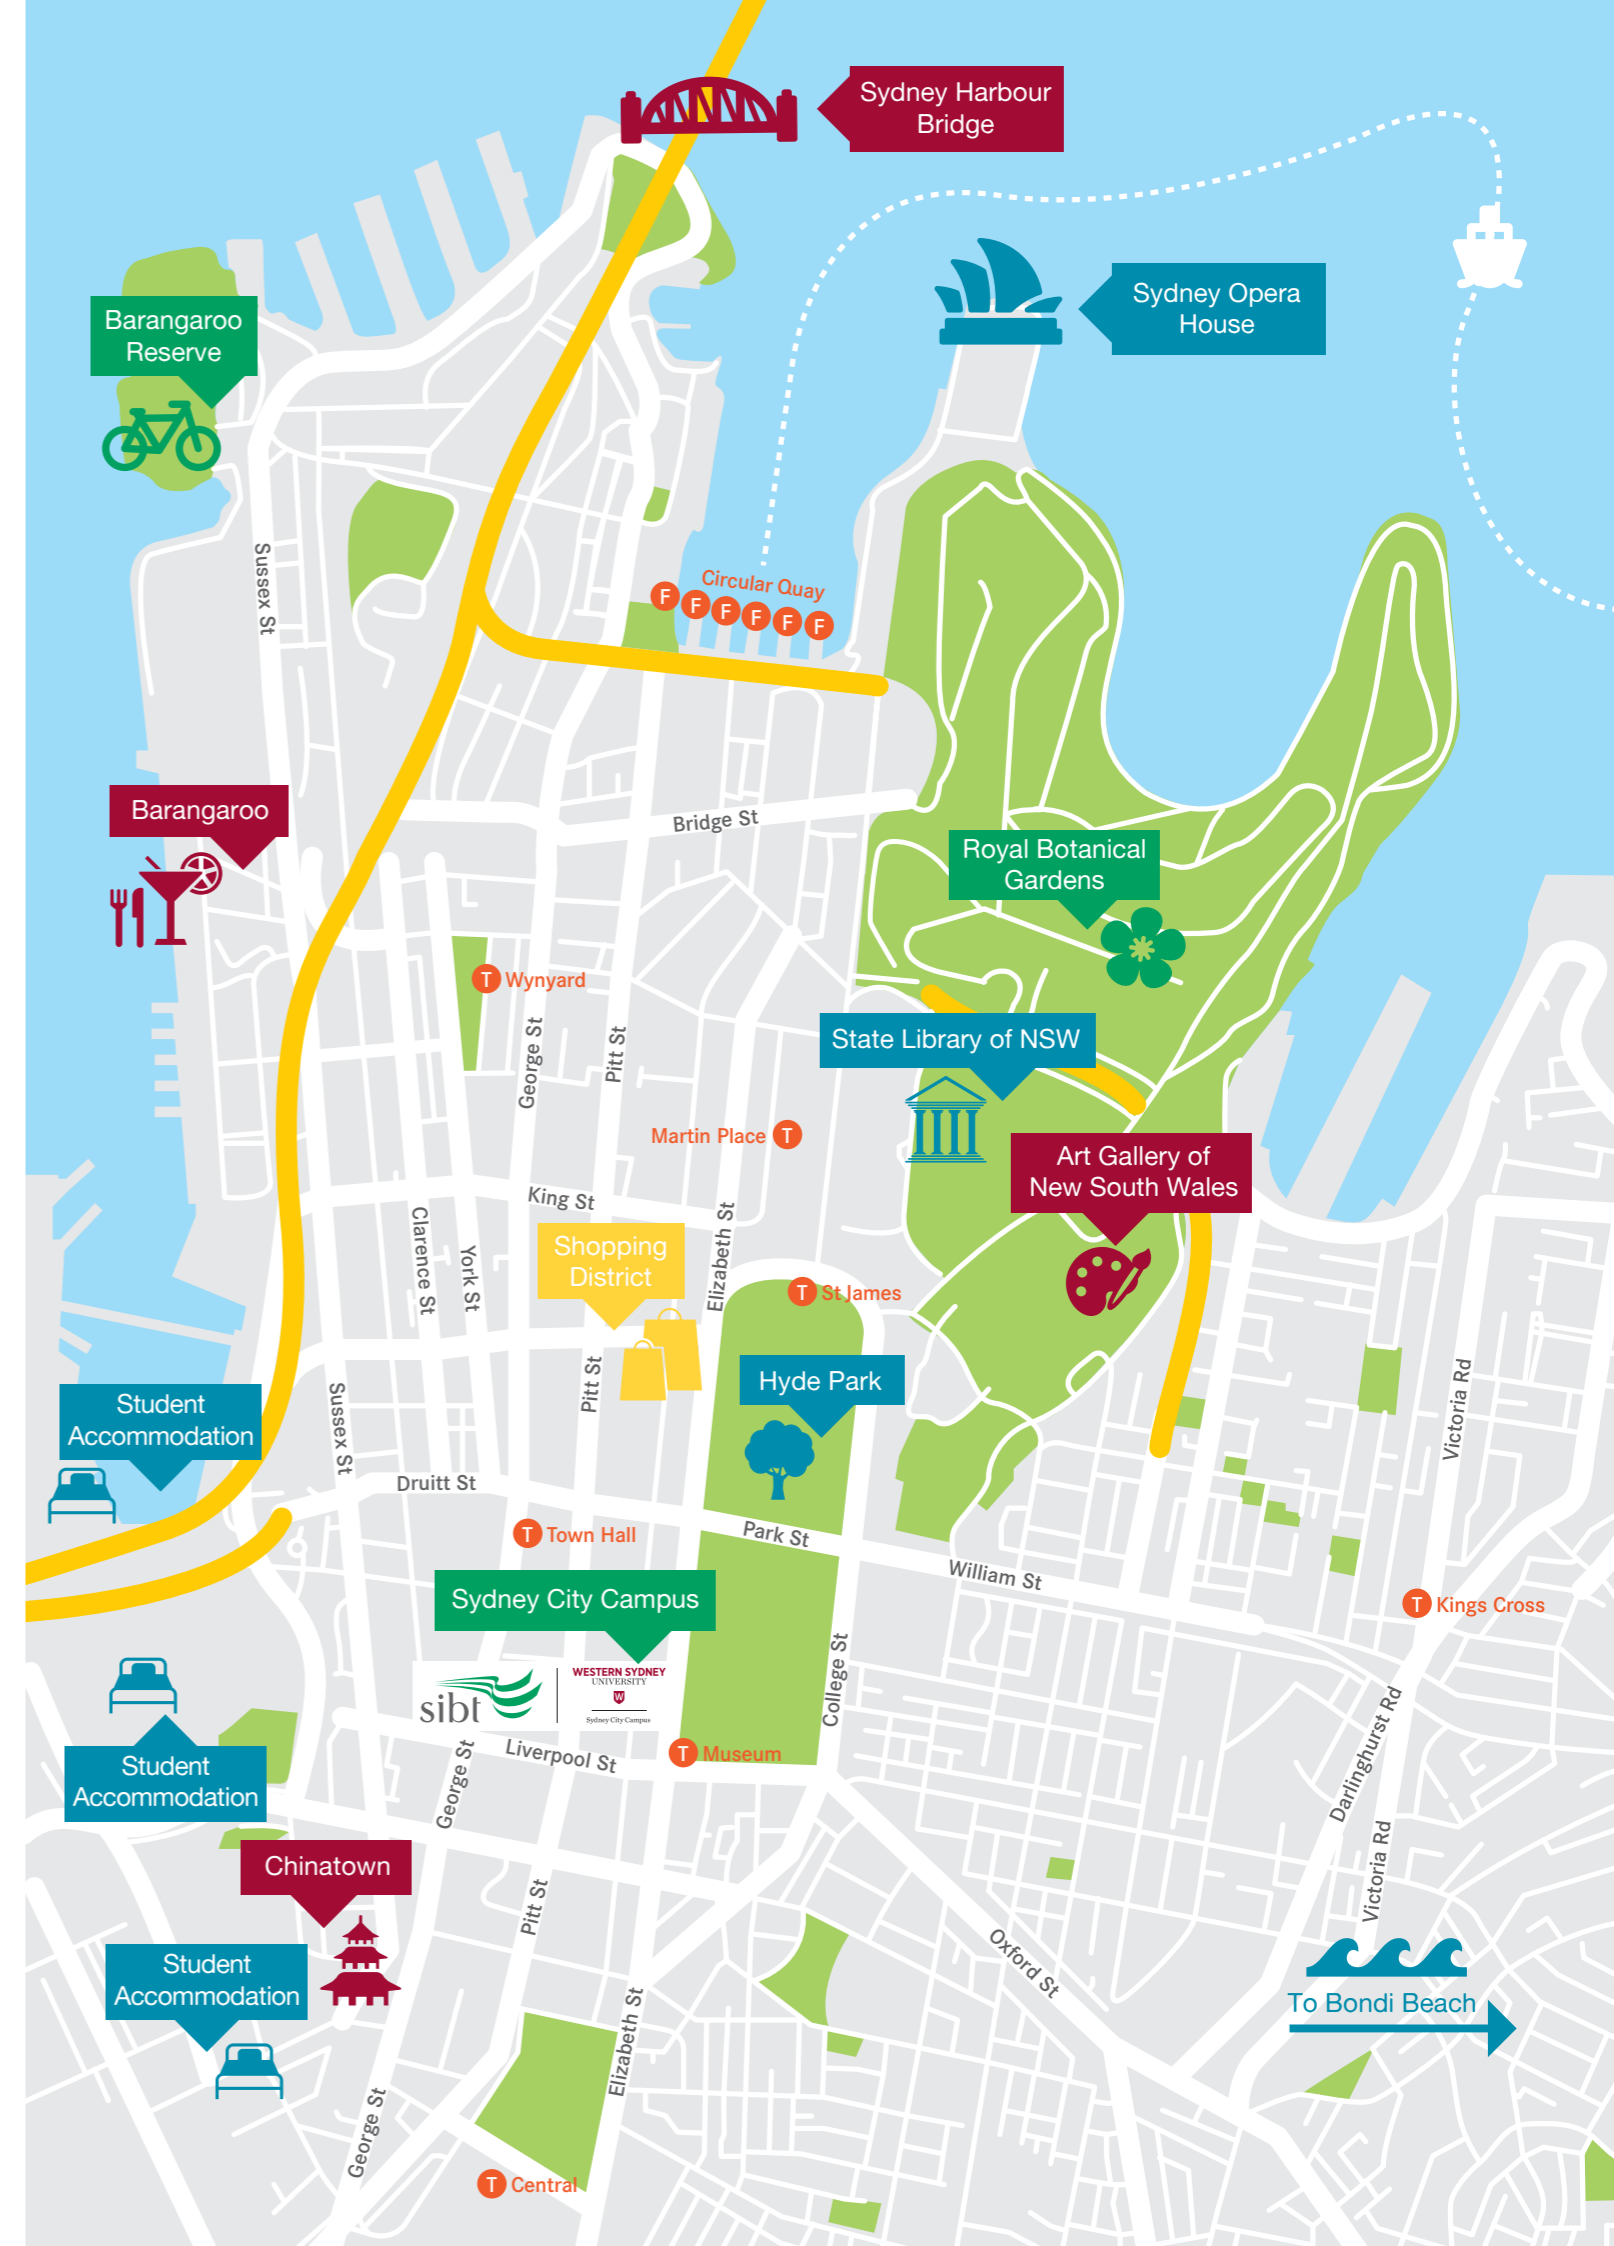 Sydney Harbour
Bridge
Sydney Opera
House
Barangaroo
Reserve
Sussex St
Circular Quay
F
F
F
F
F
F
Barangaroo
Bridge St
Royal Botanical
Gardens
T Wynyard
George St
Pitt St
State Library of NSW
Martin Place T
Art Gallery of
New South Wales
King St
Clarence St
York St
Elizabeth St
Shopping
District
T St James
Pitt St
Hyde Park
Victoria Rd
Student
Accommodation
Sussex St
Druitt St
T Town Hall
Park St
William St
Sydney City Campus
T Kings Cross
College St
sibt
WESTERN SYDNEY
UNIVERSITY
W
Sydney City Campus
Darlinghurst Rd
Student
Accommodation
George St
Liverpool St
T Museum
Victoria Rd
Chinatown
Pitt St
Oxford St
Student
Accommodation
Elizabeth St
To Bondi Beach
George St
T Central